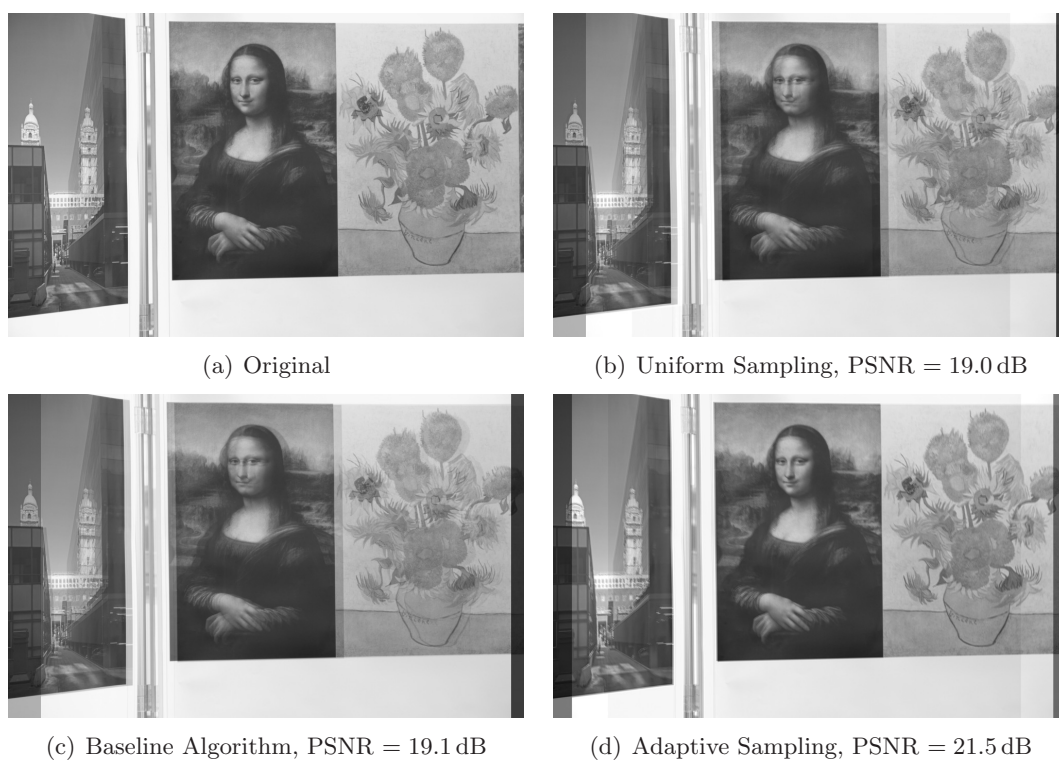 (a) Original
(b) Uniform Sampling, PSNR = 19.0 dB
(c) Baseline Algorithm, PSNR = 19.1 dB
(d) Adaptive Sampling, PSNR = 21.5 dB